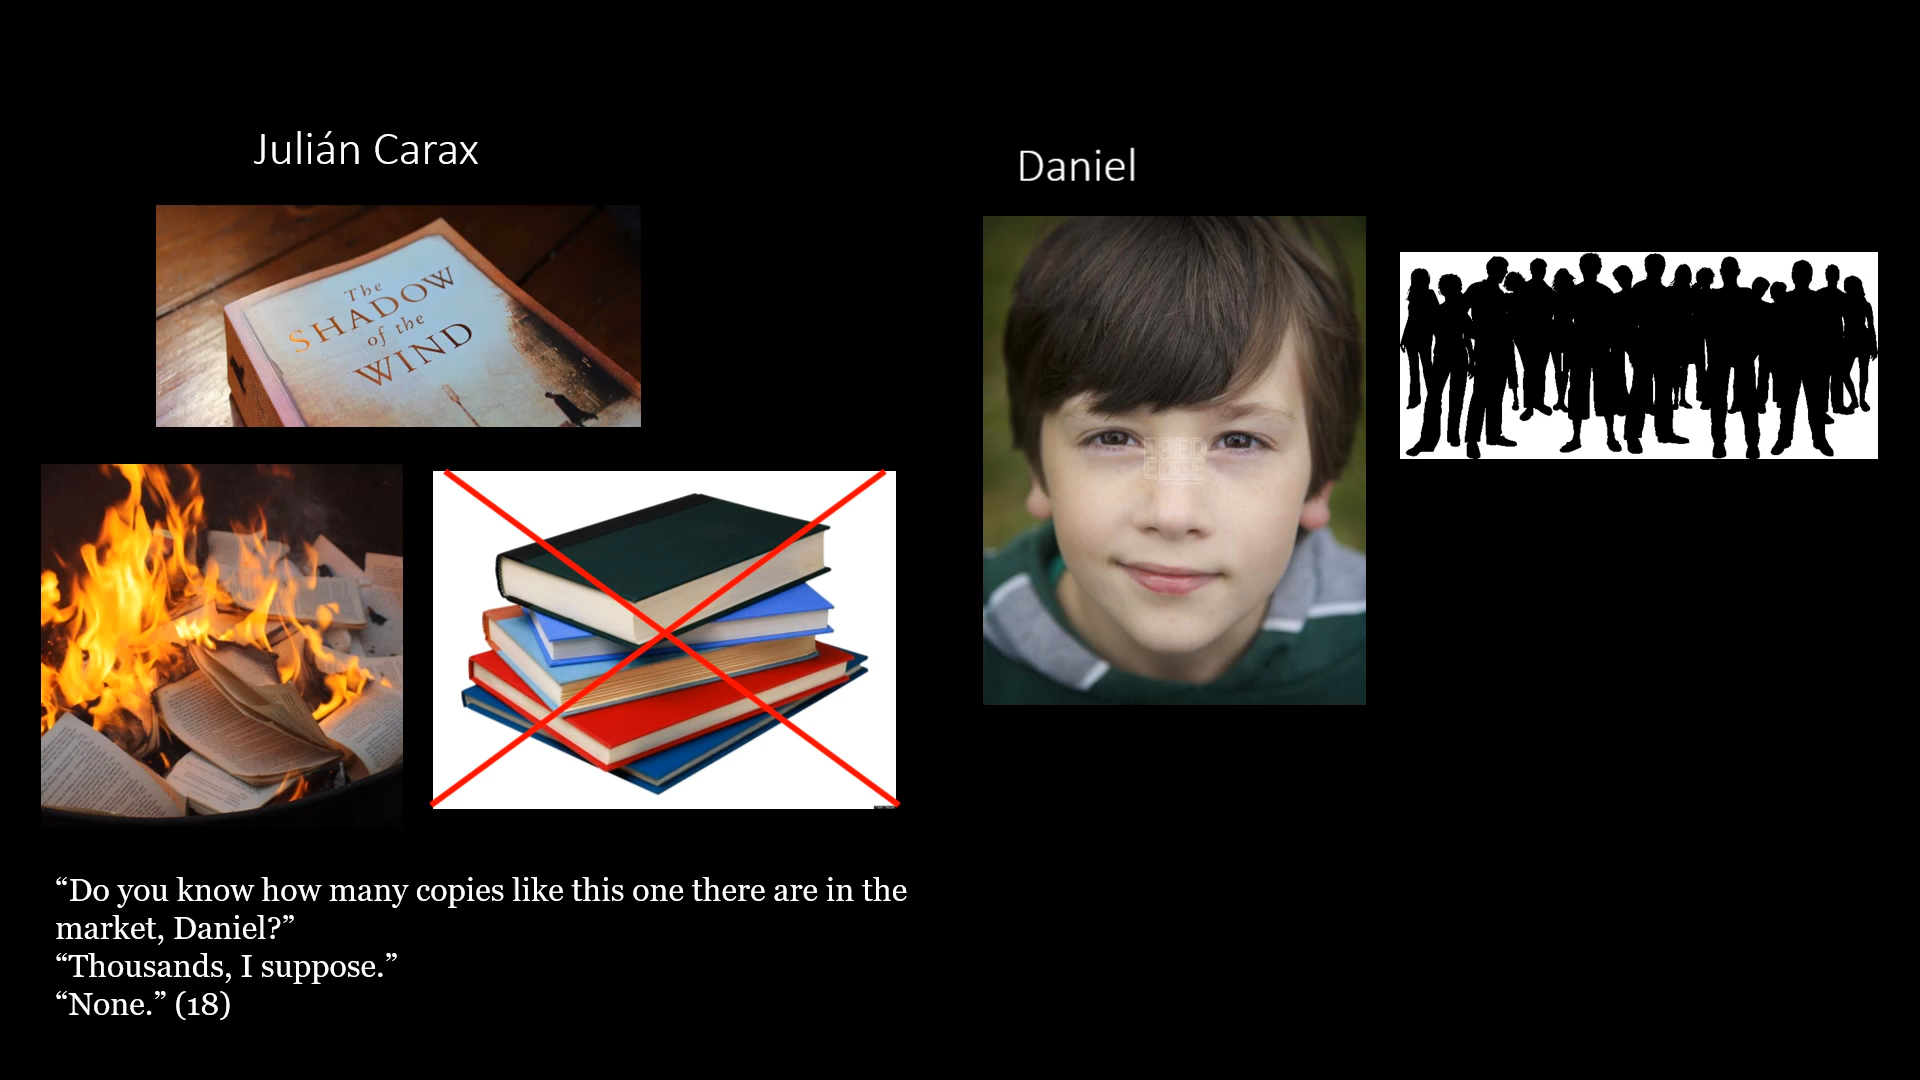 Julián Carax
Daniel
The
SHADOW
of the
WIND
“Do you know how many copies like this one there are in the
market, Daniel?”
“Thousands, I suppose.”
“None.” (18)